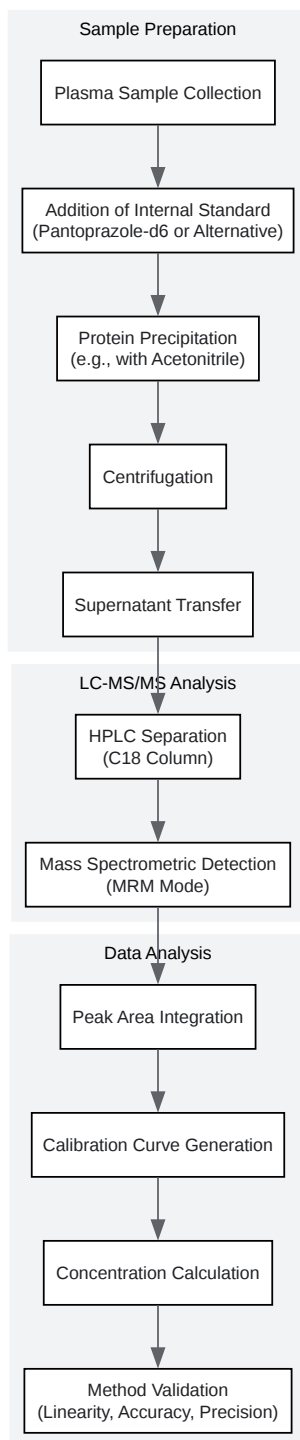 Sample Preparation
Plasma Sample Collection
Addition of Internal Standard
(Pantoprazole-d6 or Alternative)
Protein Precipitation
(e.g., with Acetonitrile)
Centrifugation
Supernatant Transfer
LC-MS/MS Analysis
HPLC Separation
(C18 Column)
Mass Spectrometric Detection
(MRM Mode)
Data Analysis
Peak Area Integration
Calibration Curve Generation
Concentration Calculation
Method Validation
(Linearity, Accuracy, Precision)